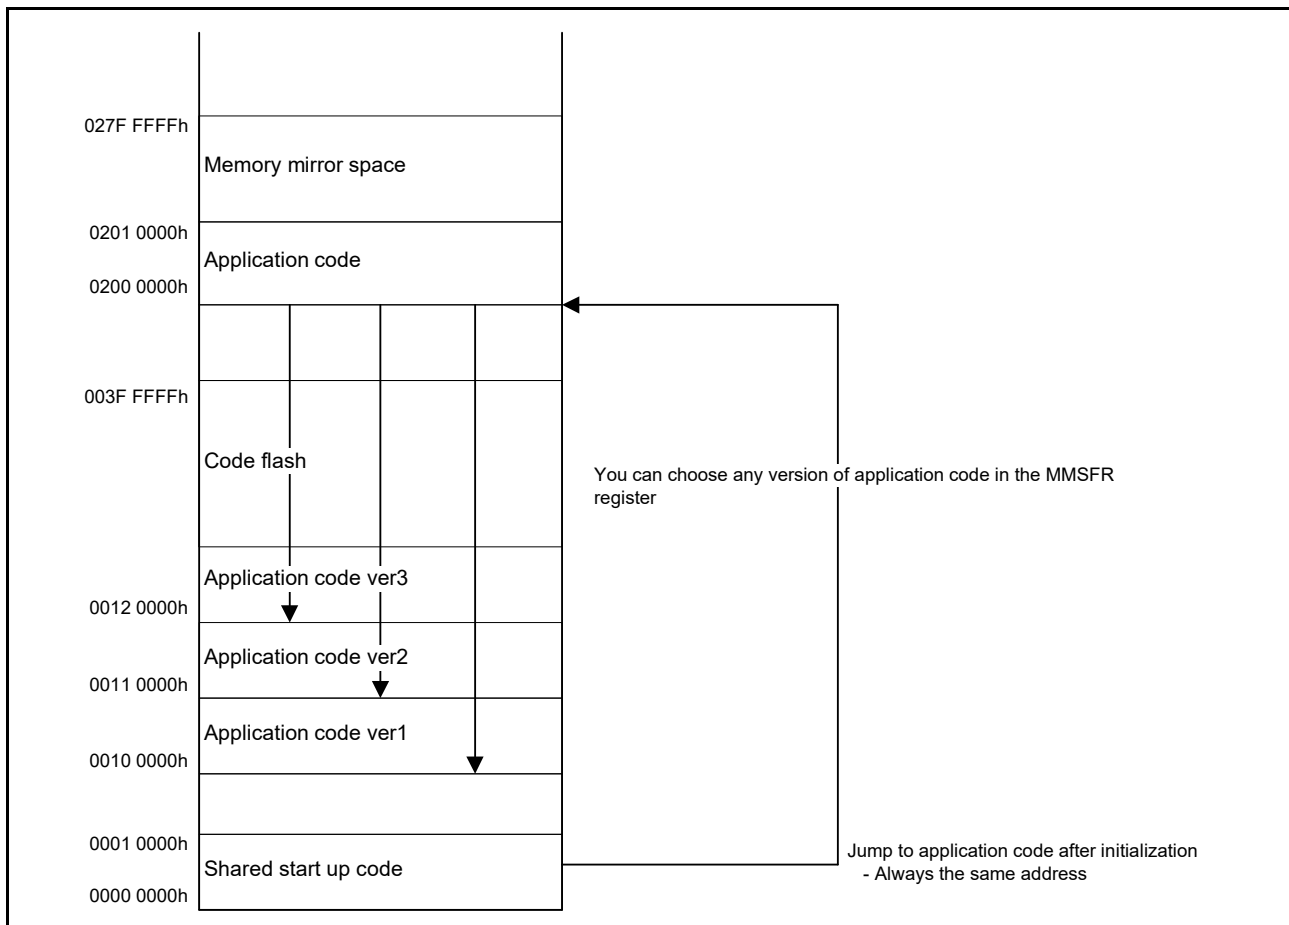 027F FFFFh
Memory mirror space
0201 0000h
Application code
0200 0000h
003F FFFFh
Code flash
You can choose any version of application code in the MMSFR
register
Application code ver3
0012 0000h
Application code ver2
0011 0000h
Application code ver1
0010 0000h
0001 0000h
Jump to application code after initialization
Shared start up code
- Always the same address
0000 0000h